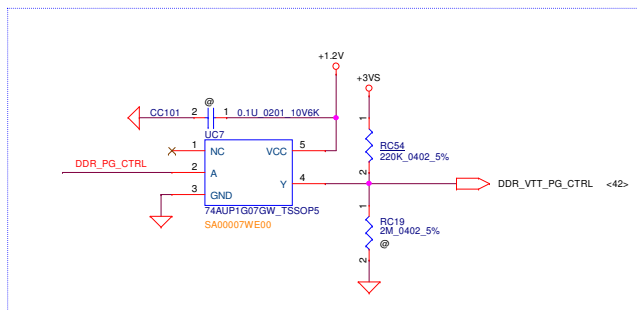 +1.2V
+3VS
@
CC101 2 1 0.1U_0201_10V6K
UC7
1 NC VCC 5
DDR_PG_CTRL 2 A
Y 4
3 GND
74AUP1G07GW_TSSOP5
SA00007WE00
1
RC54
220K_0402_5%
2
DDR_VTT_PG_CTRL <42>
1
RC19
2M_0402_5%
@
2